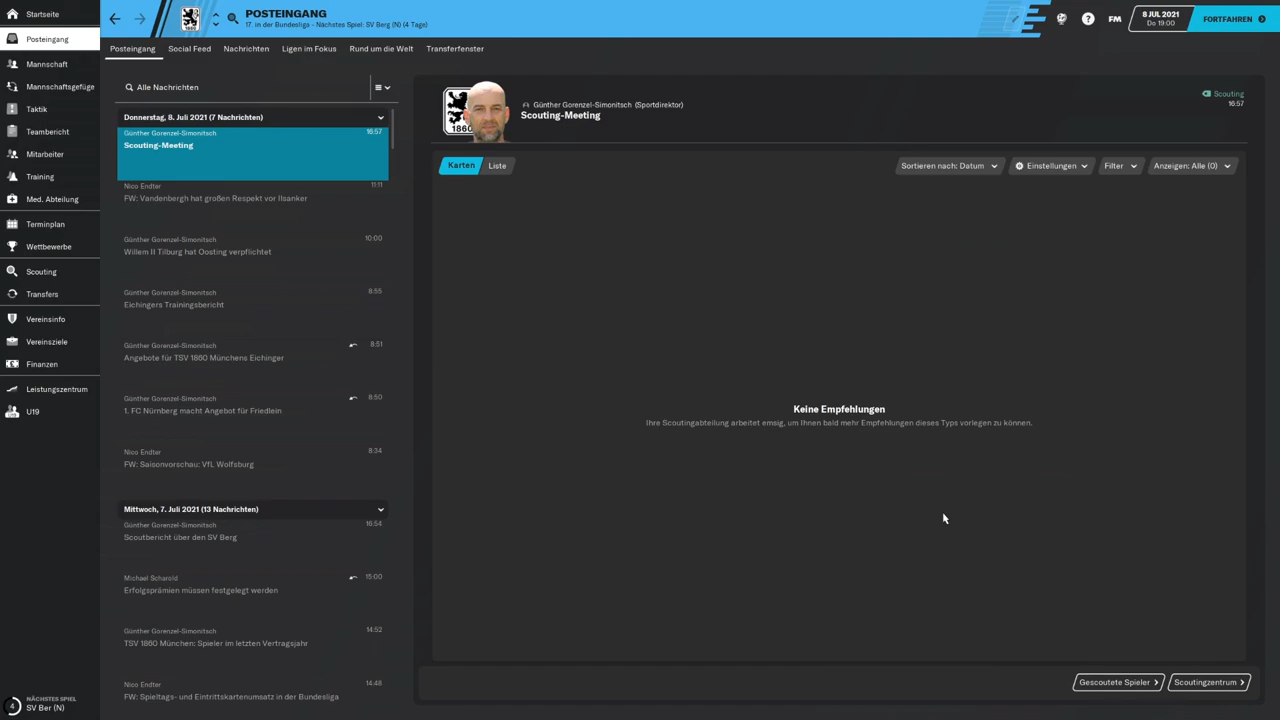 Startseite
Posteingang
Mannschaft
Mannschaftsgefüge
Taktik
Teambericht
Mitarbeiter
Training
Med. Abteilung
Terminplan
Wettbewerbe
Scouting
Transfers
Vereinsinfo
Vereinsziele
Finanzen
Leistungszentrum
U19
4
NÄCHSTES SPIEL
SV Ber (N)
POSTEINGANG
17. in der Bundesliga - Nächstes Spiel: SV Berg (N) (4 Tage)
FM
8 JUL 2021
Do 19:00
FORTFAHREN
Posteingang Social Feed Nachrichten Ligen im Fokus Rund um die Welt Transferfenster
Alle Nachrichten
Donnerstag, 8. Juli 2021 (7 Nachrichten)
Günther Gorenzel-Simonitsch 16:57
Scouting-Meeting
Nico Endter 11:11
FW: Vandenbergh hat großen Respekt vor Ilsanker
Günther Gorenzel-Simonitsch 10:00
Willem II Tilburg hat Oosting verpflichtet
Günther Gorenzel-Simonitsch 8:55
Eichingers Trainingsbericht
Günther Gorenzel-Simonitsch 8:51
Angebote für TSV 1860 Münchens Eichinger
Günther Gorenzel-Simonitsch 8:50
1. FC Nürnberg macht Angebot für Friedlein
Nico Endter 8:34
FW: Saisonvorschau: VfL Wolfsburg
Mittwoch, 7. Juli 2021 (13 Nachrichten)
Günther Gorenzel-Simonitsch 16:54
Scoutbericht über den SV Berg
Michael Scharold 15:00
Erfolgsprämien müssen festgelegt werden
Günther Gorenzel-Simonitsch 14:52
TSV 1860 München: Spieler im letzten Vertragsjahr
Nico Endter 14:48
FW: Spieltags- und Eintrittskartenumsatz in der Bundesliga
1860
Günther Gorenzel-Simonitsch (Sportdirektor)
Scouting-Meeting
Scouting
16:57
Karten Liste
Sortieren nach: Datum Einstellungen Filter Anzeigen: Alle (0)
Keine Empfehlungen
Ihre Scoutingabteilung arbeitet emsig, um Ihnen bald mehr Empfehlungen dieses Typs vorlegen zu können.
Gescoutete Spieler Scoutingzentrum